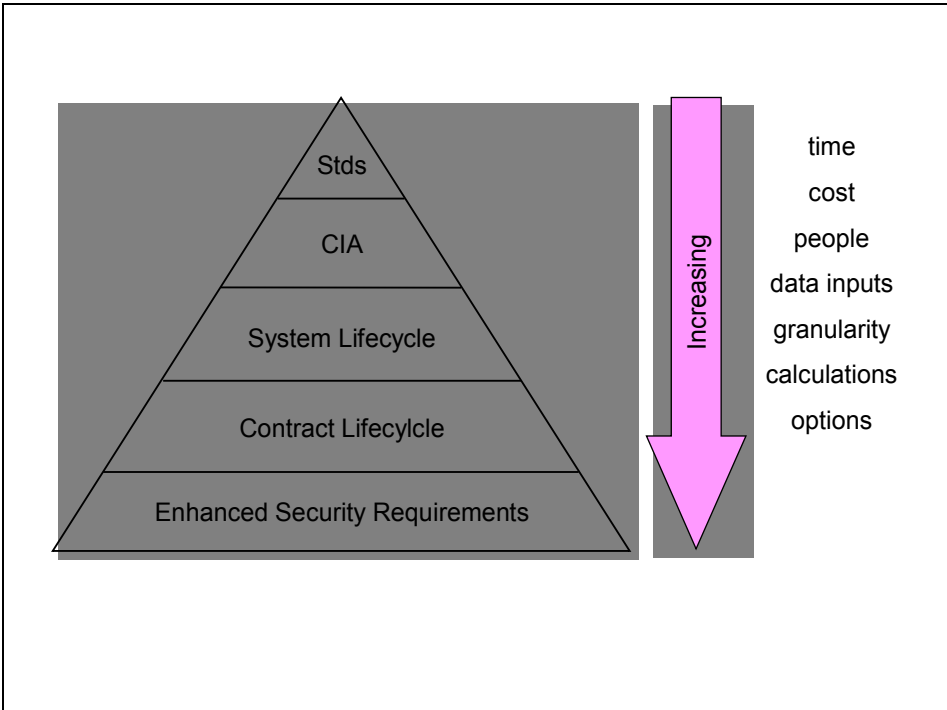 Stds
CIA
System Lifecycle
Contract Lifecylcle
Enhanced Security Requirements
Increasing
time
cost
people
data inputs
granularity
calculations
options